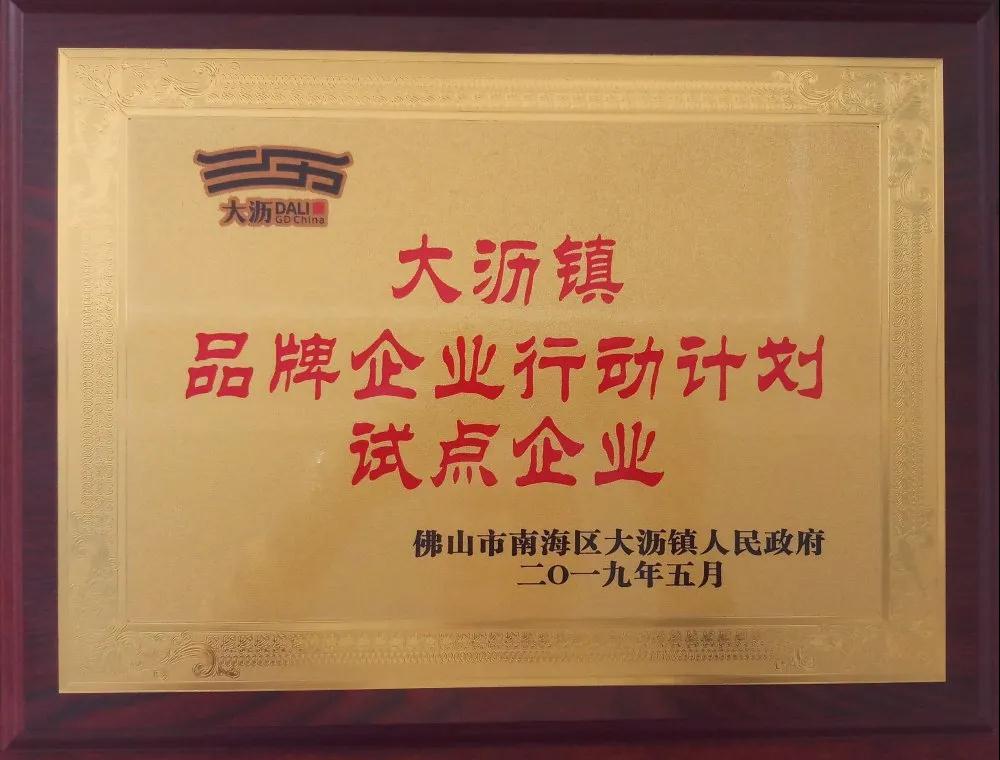 大沥 DALI
GD China
大沥镇
品牌企业行动计划
试点企业
佛山市南海区大沥镇人民政府
二〇一九年五月